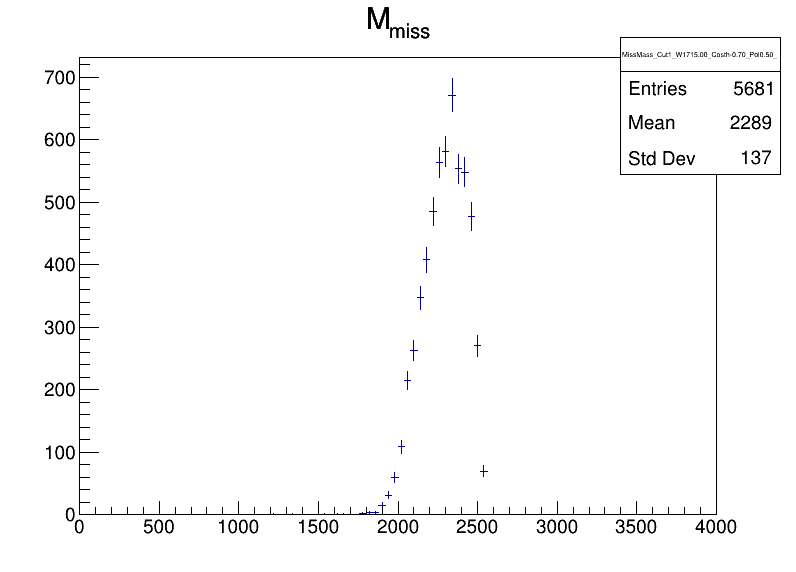 M_miss
MissMass_Cut1_W1715.00_Costh-0.70_Pol0.50_
Entries 5681
Mean 2289
Std Dev 137
700
600
500
400
300
200
100
0
0 500 1000 1500 2000 2500 3000 3500 4000